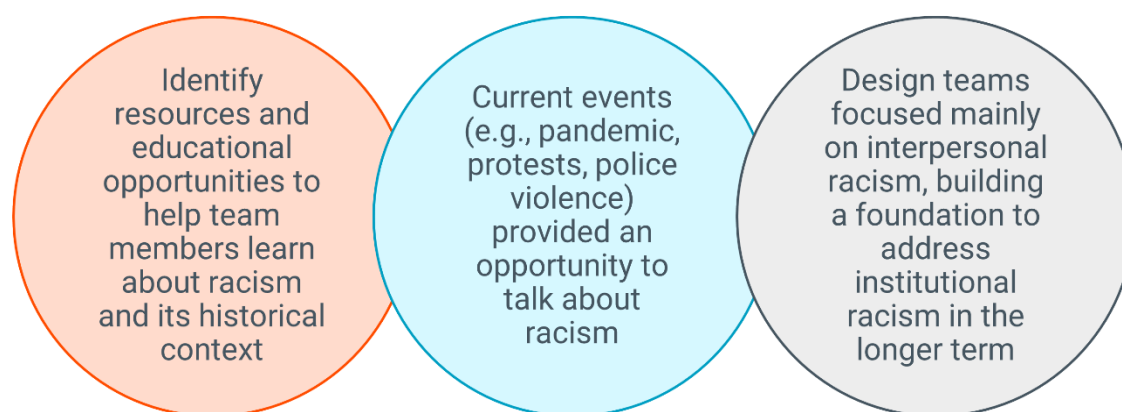 Identify
resources and
educational
opportunities to
help team
members learn
about racism
and its historical
context
Current events
(e.g., pandemic,
protests, police
violence)
provided an
opportunity to
talk about
racism
Design teams
focused mainly
on interpersonal
racism, building
a foundation to
address
institutional
racism in the
longer term